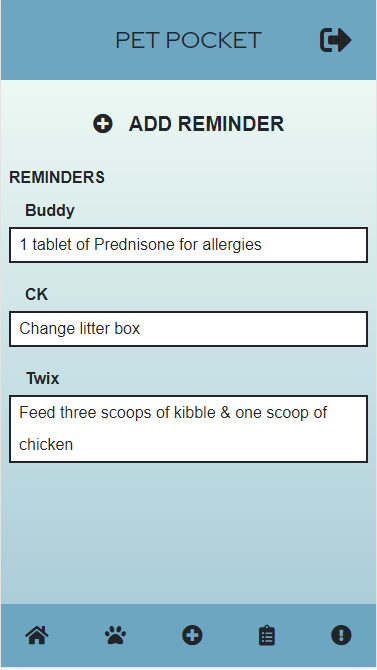 PET POCKET
ADD REMINDER
REMINDERS
Buddy
1 tablet of Prednisone for allergies
CK
Change litter box
Twix
Feed three scoops of kibble & one scoop of
chicken